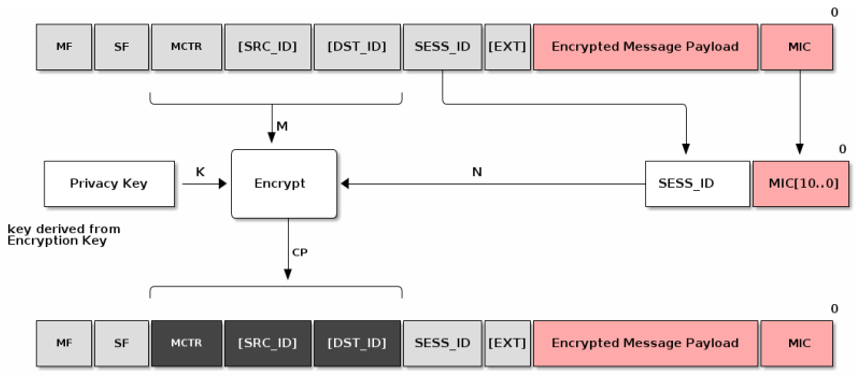 0
MF SF MCTR [SRC_ID] [DST_ID] SESS_ID [EXT] Encrypted Message Payload MIC
M
0
Privacy Key K Encrypt N SESS_ID MIC[10..0]
key derived from
Encryption Key
CP
0
MF SF MCTR [SRC_ID] [DST_ID] SESS_ID [EXT] Encrypted Message Payload MIC